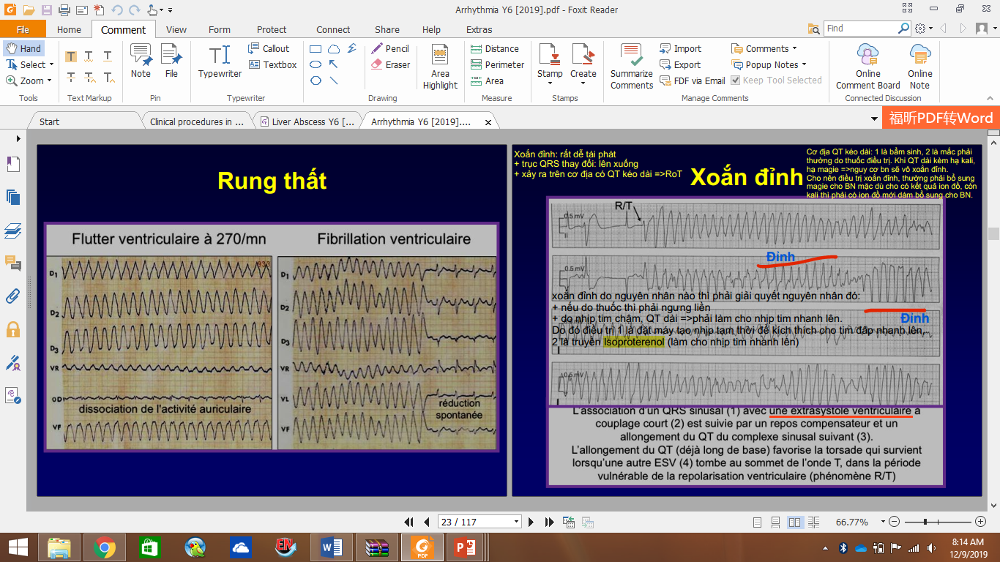 Arrhythmia Y6 [2019].pdf - Foxit Reader
File
Home
Comment
View
Form
Protect
Connect
Share
Help
Extras
Find
Hand
Select
Zoom
Tools
Text Markup
Note
File
Pin
Typewriter
Callout
Textbox
Typewriter
Pencil
Eraser
Drawing
Area
Highlight
Distance
Perimeter
Area
Measure
Stamp
Create
Stamps
Summarize
Comments
Import
Export
FDF via Email
Comments
Popup Notes
Keep Tool Selected
Manage Comments
Online
Comment Board
Online
Note
Connected Discussion
Start
Clinical procedures in ...
Liver Abscess Y6 [...
Arrhythmia Y6 [2019]....
福昕PDF转Word
Rung thất
Flutter ventriculaire à 270/mn
Fibrillation ventriculaire
933
D1
D2
D3
VR
VF
dissociation de l'activité auriculaire
D1
D2
D3
VR
VL
VF
réduction
spontanée
Xoắn đỉnh: rất dễ tái phát
+ trục QRS thay đổi: lên xuống
+ xảy ra trên cơ địa có QT kéo dài =>RoT
Xoắn đỉnh
Cơ địa QT kéo dài: 1 là bẩm sinh, 2 là mắc phải
thường do thuốc điều trị. Khi QT dài kèm hạ kali,
hạ magie =>nguy cơ bn sẽ vô xoắn đỉnh.
Cho nên điều trị xoắn đỉnh, thường phải bổ sung
magie cho BN mặc dù cho có kết quả ion đồ, còn
kali thì phải có ion đồ mới dám bổ sung cho BN.
R/T
0.5 mV
Đỉnh
0.5 mV
xoắn đỉnh do nguyên nhân nào thì phải giải quyết nguyên nhân đó:
+ nếu do thuốc thì phải ngưng liền
+ do nhịp tim chậm, QT dài =>phải làm cho nhịp tim nhanh lên.
Đỉnh
Do đó điều trị 1 là đặt máy tạo nhịp tạm thời để kích thích cho tim đập nhanh lên,
2 là truyền Isoproterenol (làm cho nhịp tim nhanh lên)
0.5 mV
L'association d'un QRS sinusal (1) avec une extrasystole ventriculaire à
couplage court (2) est suivie par un repos compensateur et un
allongement du QT du complexe sinusal suivant (3).
L'allongement du QT (déjà long de base) favorise la torsade qui survient
lorsqu'une autre ESV (4) tombe au sommet de l'onde T, dans la période
vulnérable de la repolarisation ventriculaire (phénomène R/T)
23 / 117
66.77%
8:14 AM
12/9/2019